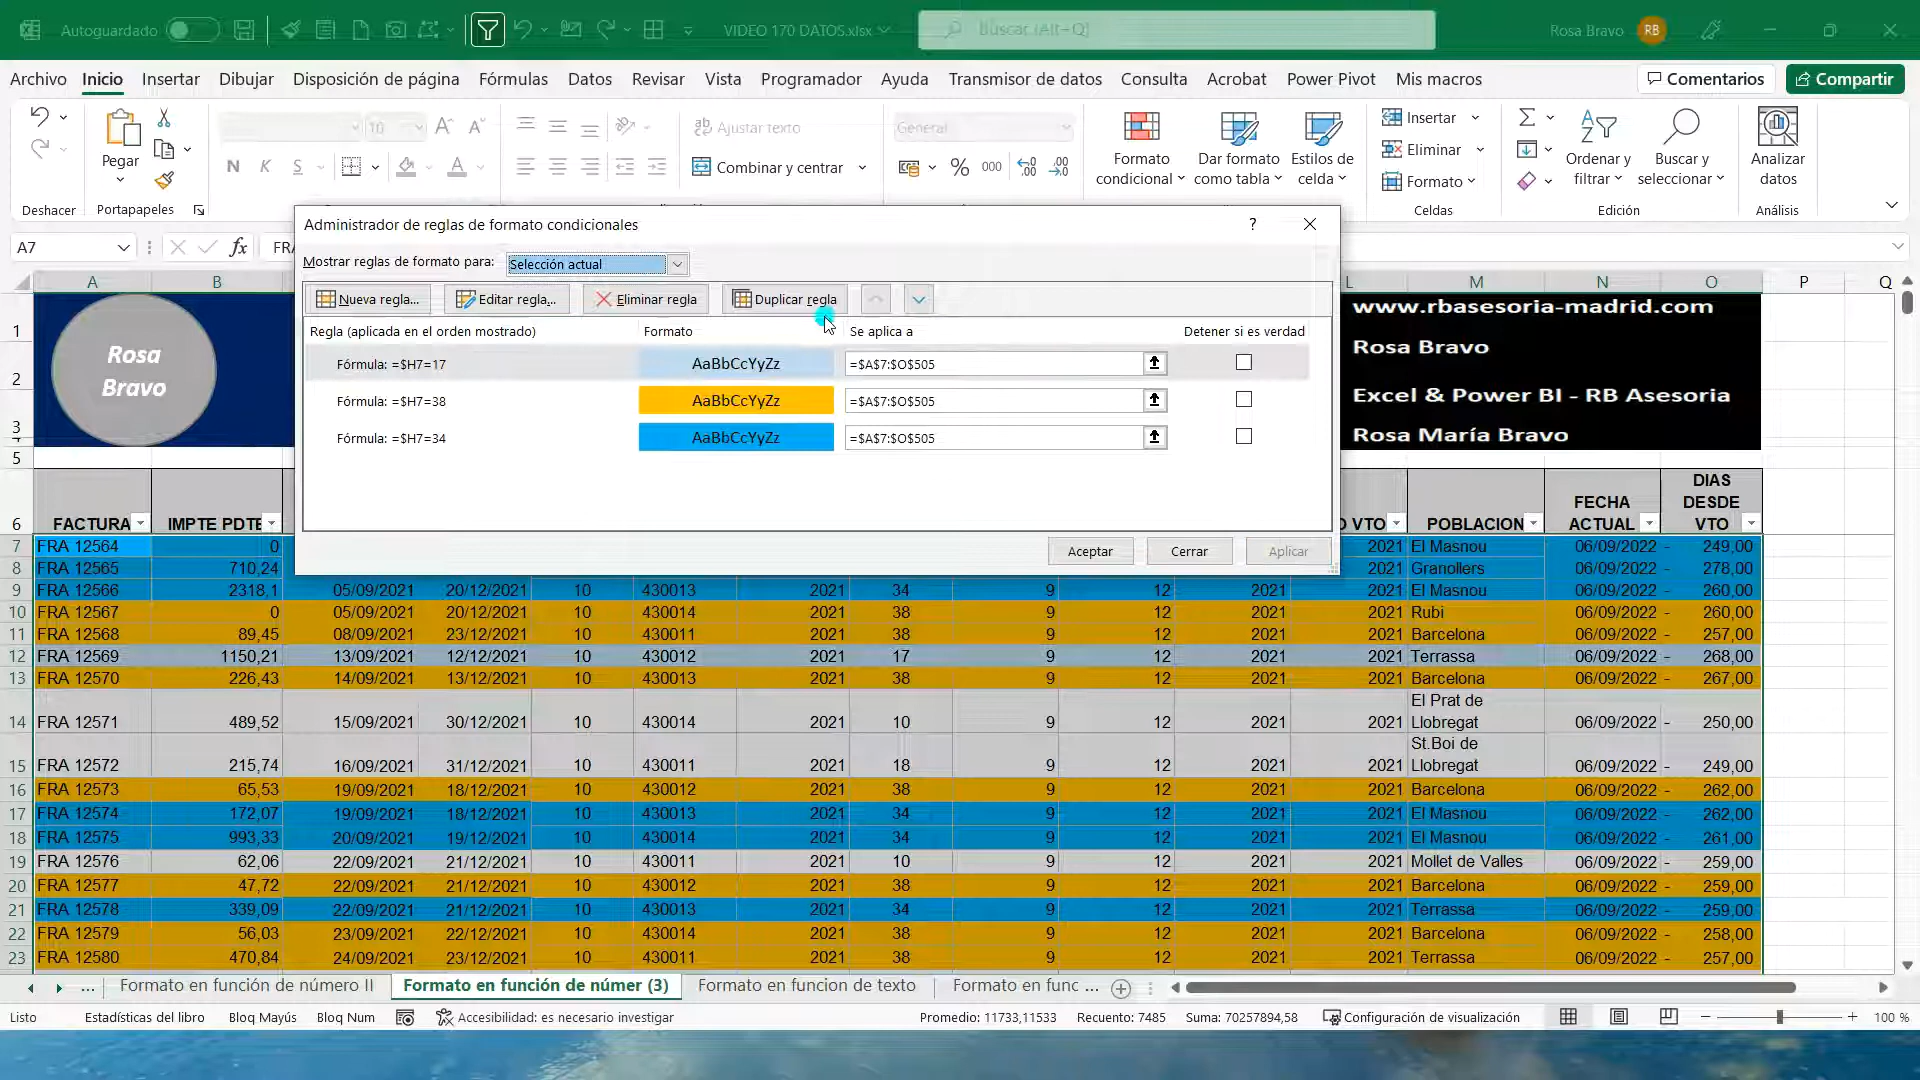 Autoguardado
VIDEO 170 DATOS.xlsx
Buscar (Alt+Q)
Rosa Bravo RB
Archivo Inicio Insertar Dibujar Disposición de página Fórmulas Datos Revisar Vista Programador Ayuda Transmisor de datos Consulta Acrobat Power Pivot Mis macros Comentarios Compartir
Pegar
10
N K S
Ajustar texto
Combinar y centrar
General
% 000
Formato condicional
Dar formato como tabla
Estilos de celda
Insertar
Eliminar
Formato
Ordenar y filtrar
Buscar y seleccionar
Analizar datos
Deshacer Portapapeles Celdas Edición Análisis
A7 fx FRA
Administrador de reglas de formato condicionales ?
Mostrar reglas de formato para: Selección actual
Nueva regla... Editar regla... Eliminar regla Duplicar regla
Regla (aplicada en el orden mostrado) Formato Se aplica a Detener si es verdad
Fórmula: =$H7=17 AaBbCcYyZz =$A$7:$O$505
Fórmula: =$H7=38 AaBbCcYyZz =$A$7:$O$505
Fórmula: =$H7=34 AaBbCcYyZz =$A$7:$O$505
Aceptar Cerrar Aplicar
A B L M N O P Q
Rosa
Bravo
www.rbasesoria-madrid.com
Rosa Bravo
Excel & Power BI - RB Asesoria
Rosa María Bravo
1
2
3
4
5
6 FACTURA IMPTE PDTE O VTO POBLACION FECHA ACTUAL DIAS DESDE VTO
7 FRA 12564 0 2021 El Masnou 06/09/2022 - 249,00
8 FRA 12565 710,24 2021 Granollers 06/09/2022 - 278,00
9 FRA 12566 2318,1 05/09/2021 20/12/2021 10 430013 2021 34 9 12 2021 2021 El Masnou 06/09/2022 - 260,00
10 FRA 12567 0 05/09/2021 20/12/2021 10 430014 2021 38 9 12 2021 2021 Rubi 06/09/2022 - 260,00
11 FRA 12568 89,45 08/09/2021 23/12/2021 10 430011 2021 38 9 12 2021 2021 Barcelona 06/09/2022 - 257,00
12 FRA 12569 1150,21 13/09/2021 12/12/2021 10 430012 2021 17 9 12 2021 2021 Terrassa 06/09/2022 - 268,00
13 FRA 12570 226,43 14/09/2021 13/12/2021 10 430013 2021 38 9 12 2021 2021 Barcelona 06/09/2022 - 267,00
14 FRA 12571 489,52 15/09/2021 30/12/2021 10 430014 2021 10 9 12 2021 2021 El Prat de Llobregat 06/09/2022 - 250,00
15 FRA 12572 215,74 16/09/2021 31/12/2021 10 430011 2021 18 9 12 2021 2021 St.Boi de Llobregat 06/09/2022 - 249,00
16 FRA 12573 65,53 19/09/2021 18/12/2021 10 430012 2021 38 9 12 2021 2021 Barcelona 06/09/2022 - 262,00
17 FRA 12574 172,07 19/09/2021 18/12/2021 10 430013 2021 34 9 12 2021 2021 El Masnou 06/09/2022 - 262,00
18 FRA 12575 993,33 20/09/2021 19/12/2021 10 430014 2021 34 9 12 2021 2021 El Masnou 06/09/2022 - 261,00
19 FRA 12576 62,06 22/09/2021 21/12/2021 10 430011 2021 10 9 12 2021 2021 Mollet de Valles 06/09/2022 - 259,00
20 FRA 12577 47,72 22/09/2021 21/12/2021 10 430012 2021 38 9 12 2021 2021 Barcelona 06/09/2022 - 259,00
21 FRA 12578 339,09 22/09/2021 21/12/2021 10 430013 2021 34 9 12 2021 2021 Terrassa 06/09/2022 - 259,00
22 FRA 12579 56,03 23/09/2021 22/12/2021 10 430014 2021 38 9 12 2021 2021 Barcelona 06/09/2022 - 258,00
23 FRA 12580 470,84 24/09/2021 23/12/2021 10 430011 2021 38 9 12 2021 2021 Terrassa 06/09/2022 - 257,00
... Formato en función de número II Formato en función de númer (3) Formato en funcion de texto Formato en func ...
Listo Estadísticas del libro Bloq Mayús Bloq Num Accesibilidad: es necesario investigar Promedio: 11733,11533 Recuento: 7485 Suma: 70257894,58 Configuración de visualización 100 %